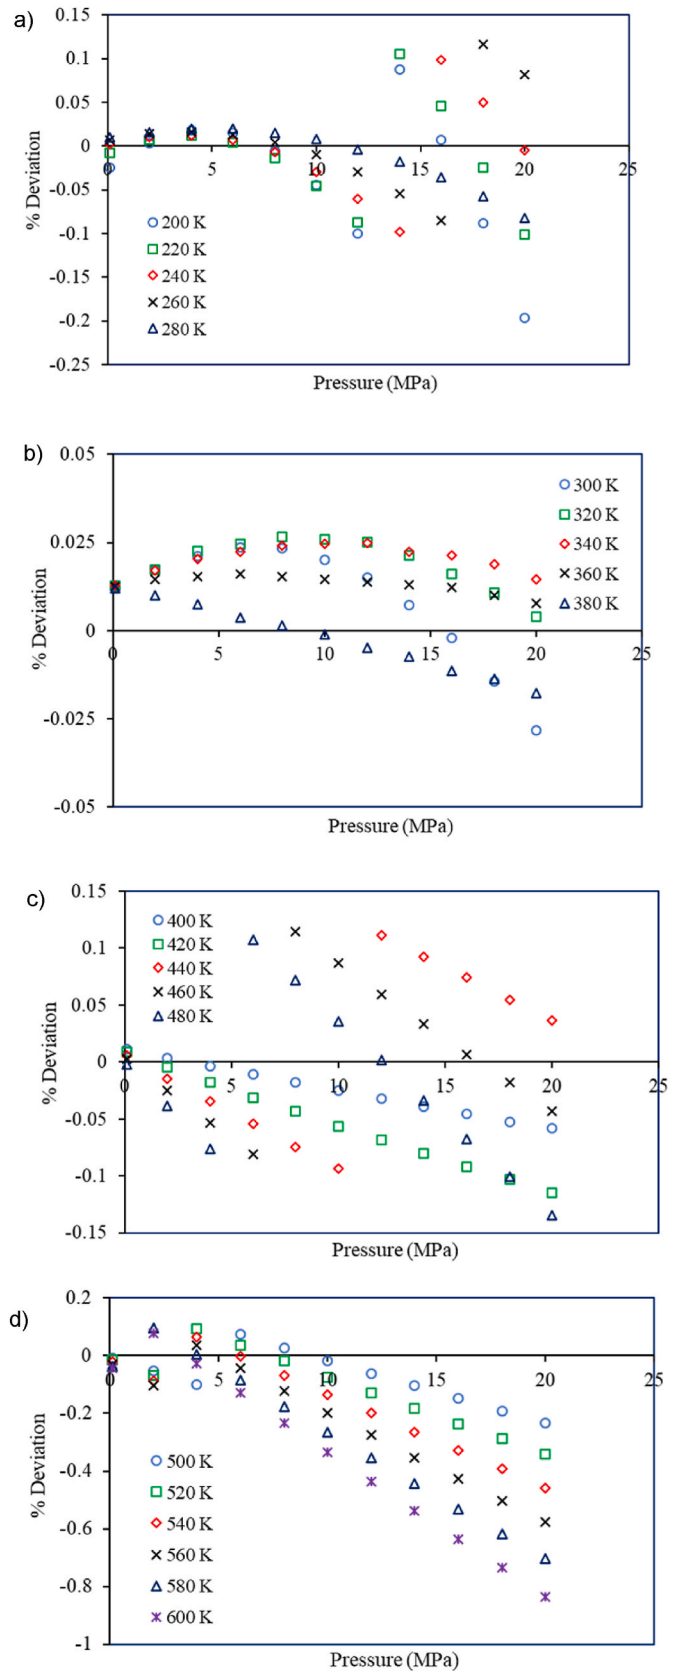 a)
0.15
0.1
0.05
0
-0.05
-0.1
-0.15
-0.2
-0.25
0 5 10 15 20 25
% Deviation
200 K
220 K
240 K
260 K
280 K
Pressure (MPa)
b)
0.05
0.025
0
-0.025
-0.05
0 5 10 15 20 25
% Deviation
300 K
320 K
340 K
360 K
380 K
Pressure (MPa)
c)
0.15
0.1
0.05
0
-0.05
-0.1
-0.15
0 5 10 15 20 25
% Deviation
400 K
420 K
440 K
460 K
480 K
Pressure (MPa)
d)
0.2
0
-0.2
-0.4
-0.6
-0.8
-1
0 5 10 15 20 25
% Deviation
500 K
520 K
540 K
560 K
580 K
600 K
Pressure (MPa)